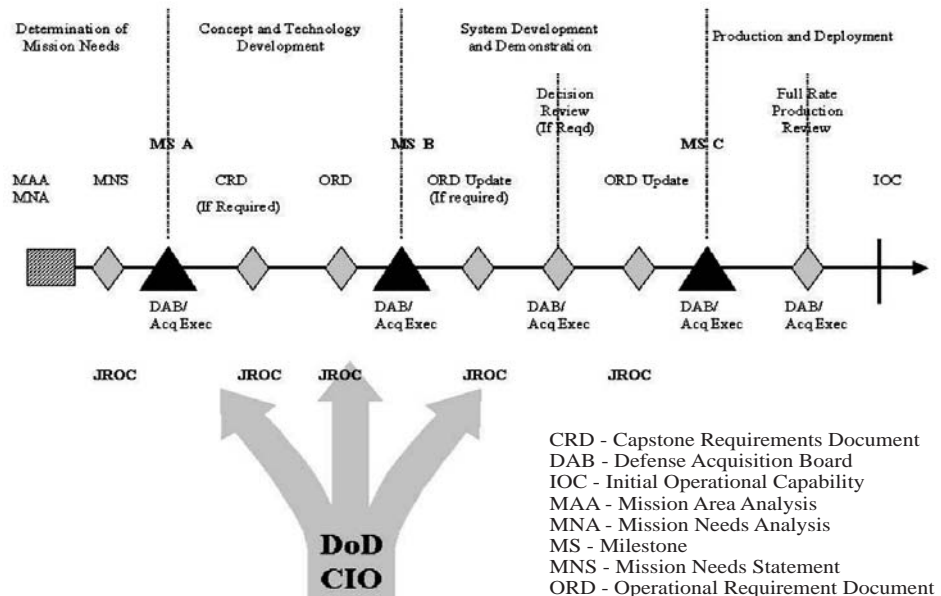 Determination of
Mission Needs
Concept and Technology
Development
System Development
and Demonstration
Production and Deployment
Decision
Review
(If Reqd)
Full Rate
Production
Review
MS A
MS B
MS C
MAA
MNA
MNS
CRD
(If Required)
ORD
ORD Update
(If required)
ORD Update
IOC
DAB/
Acq Exec
DAB/
Acq Exec
DAB/
Acq Exec
DAB/
Acq Exec
DAB/
Acq Exec
JROC
JROC
JROC
JROC
JROC
DoD
CIO
CRD - Capstone Requirements Document
DAB - Defense Acquisition Board
IOC - Initial Operational Capability
MAA - Mission Area Analysis
MNA - Mission Needs Analysis
MS - Milestone
MNS - Mission Needs Statement
ORD - Operational Requirement Document